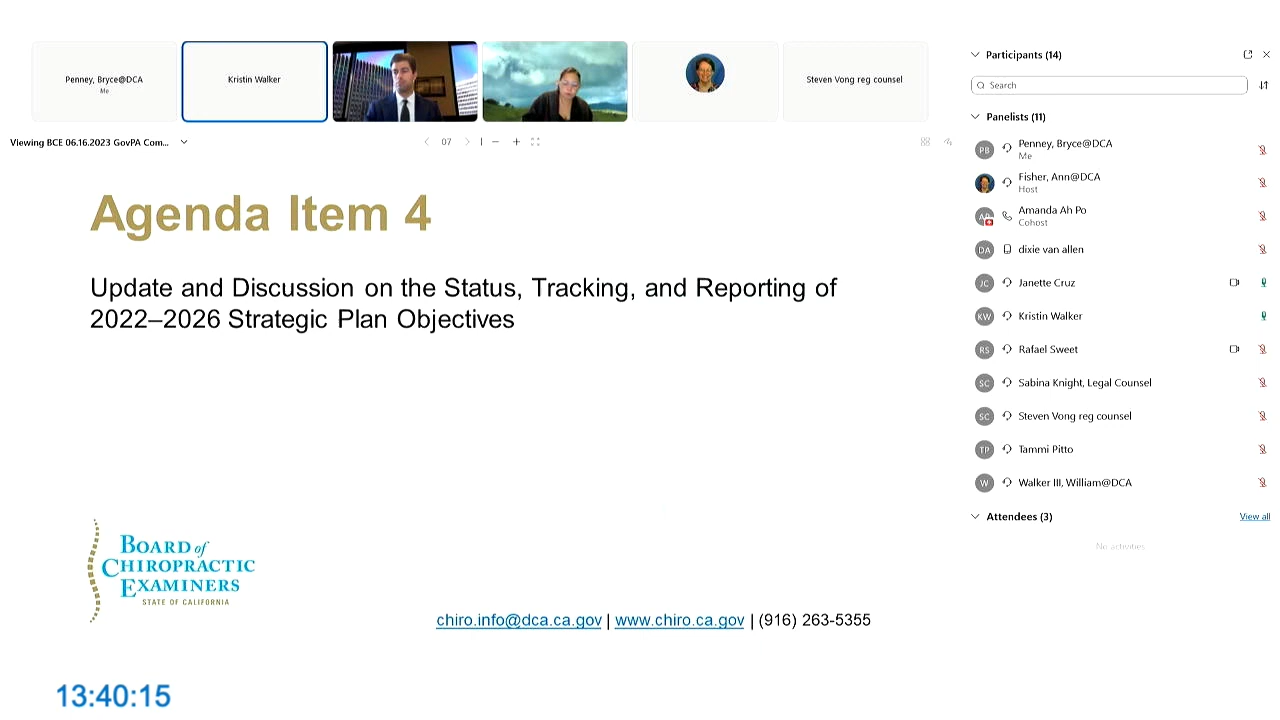 Penney, Bryce@DCA
Me
Kristin Walker
Steven Vong reg counsel
Viewing BCE 06.16.2023 GovPA Com...
07
Agenda Item 4
Update and Discussion on the Status, Tracking, and Reporting of
2022–2026 Strategic Plan Objectives
BOARD of
CHIROPRACTIC
EXAMINERS
STATE OF CALIFORNIA
chiro.info@dca.ca.gov | www.chiro.ca.gov | (916) 263-5355
13:40:15
Participants (14)
Search
Panelists (11)
PB
Penney, Bryce@DCA
Me
Fisher, Ann@DCA
Host
Amanda Ah Po
Cohost
DA dixie van allen
JC Janette Cruz
KW Kristin Walker
RS Rafael Sweet
SC Sabina Knight, Legal Counsel
SC Steven Vong reg counsel
TP Tammi Pitto
W Walker III, William@DCA
Attendees (3) View all
No activities